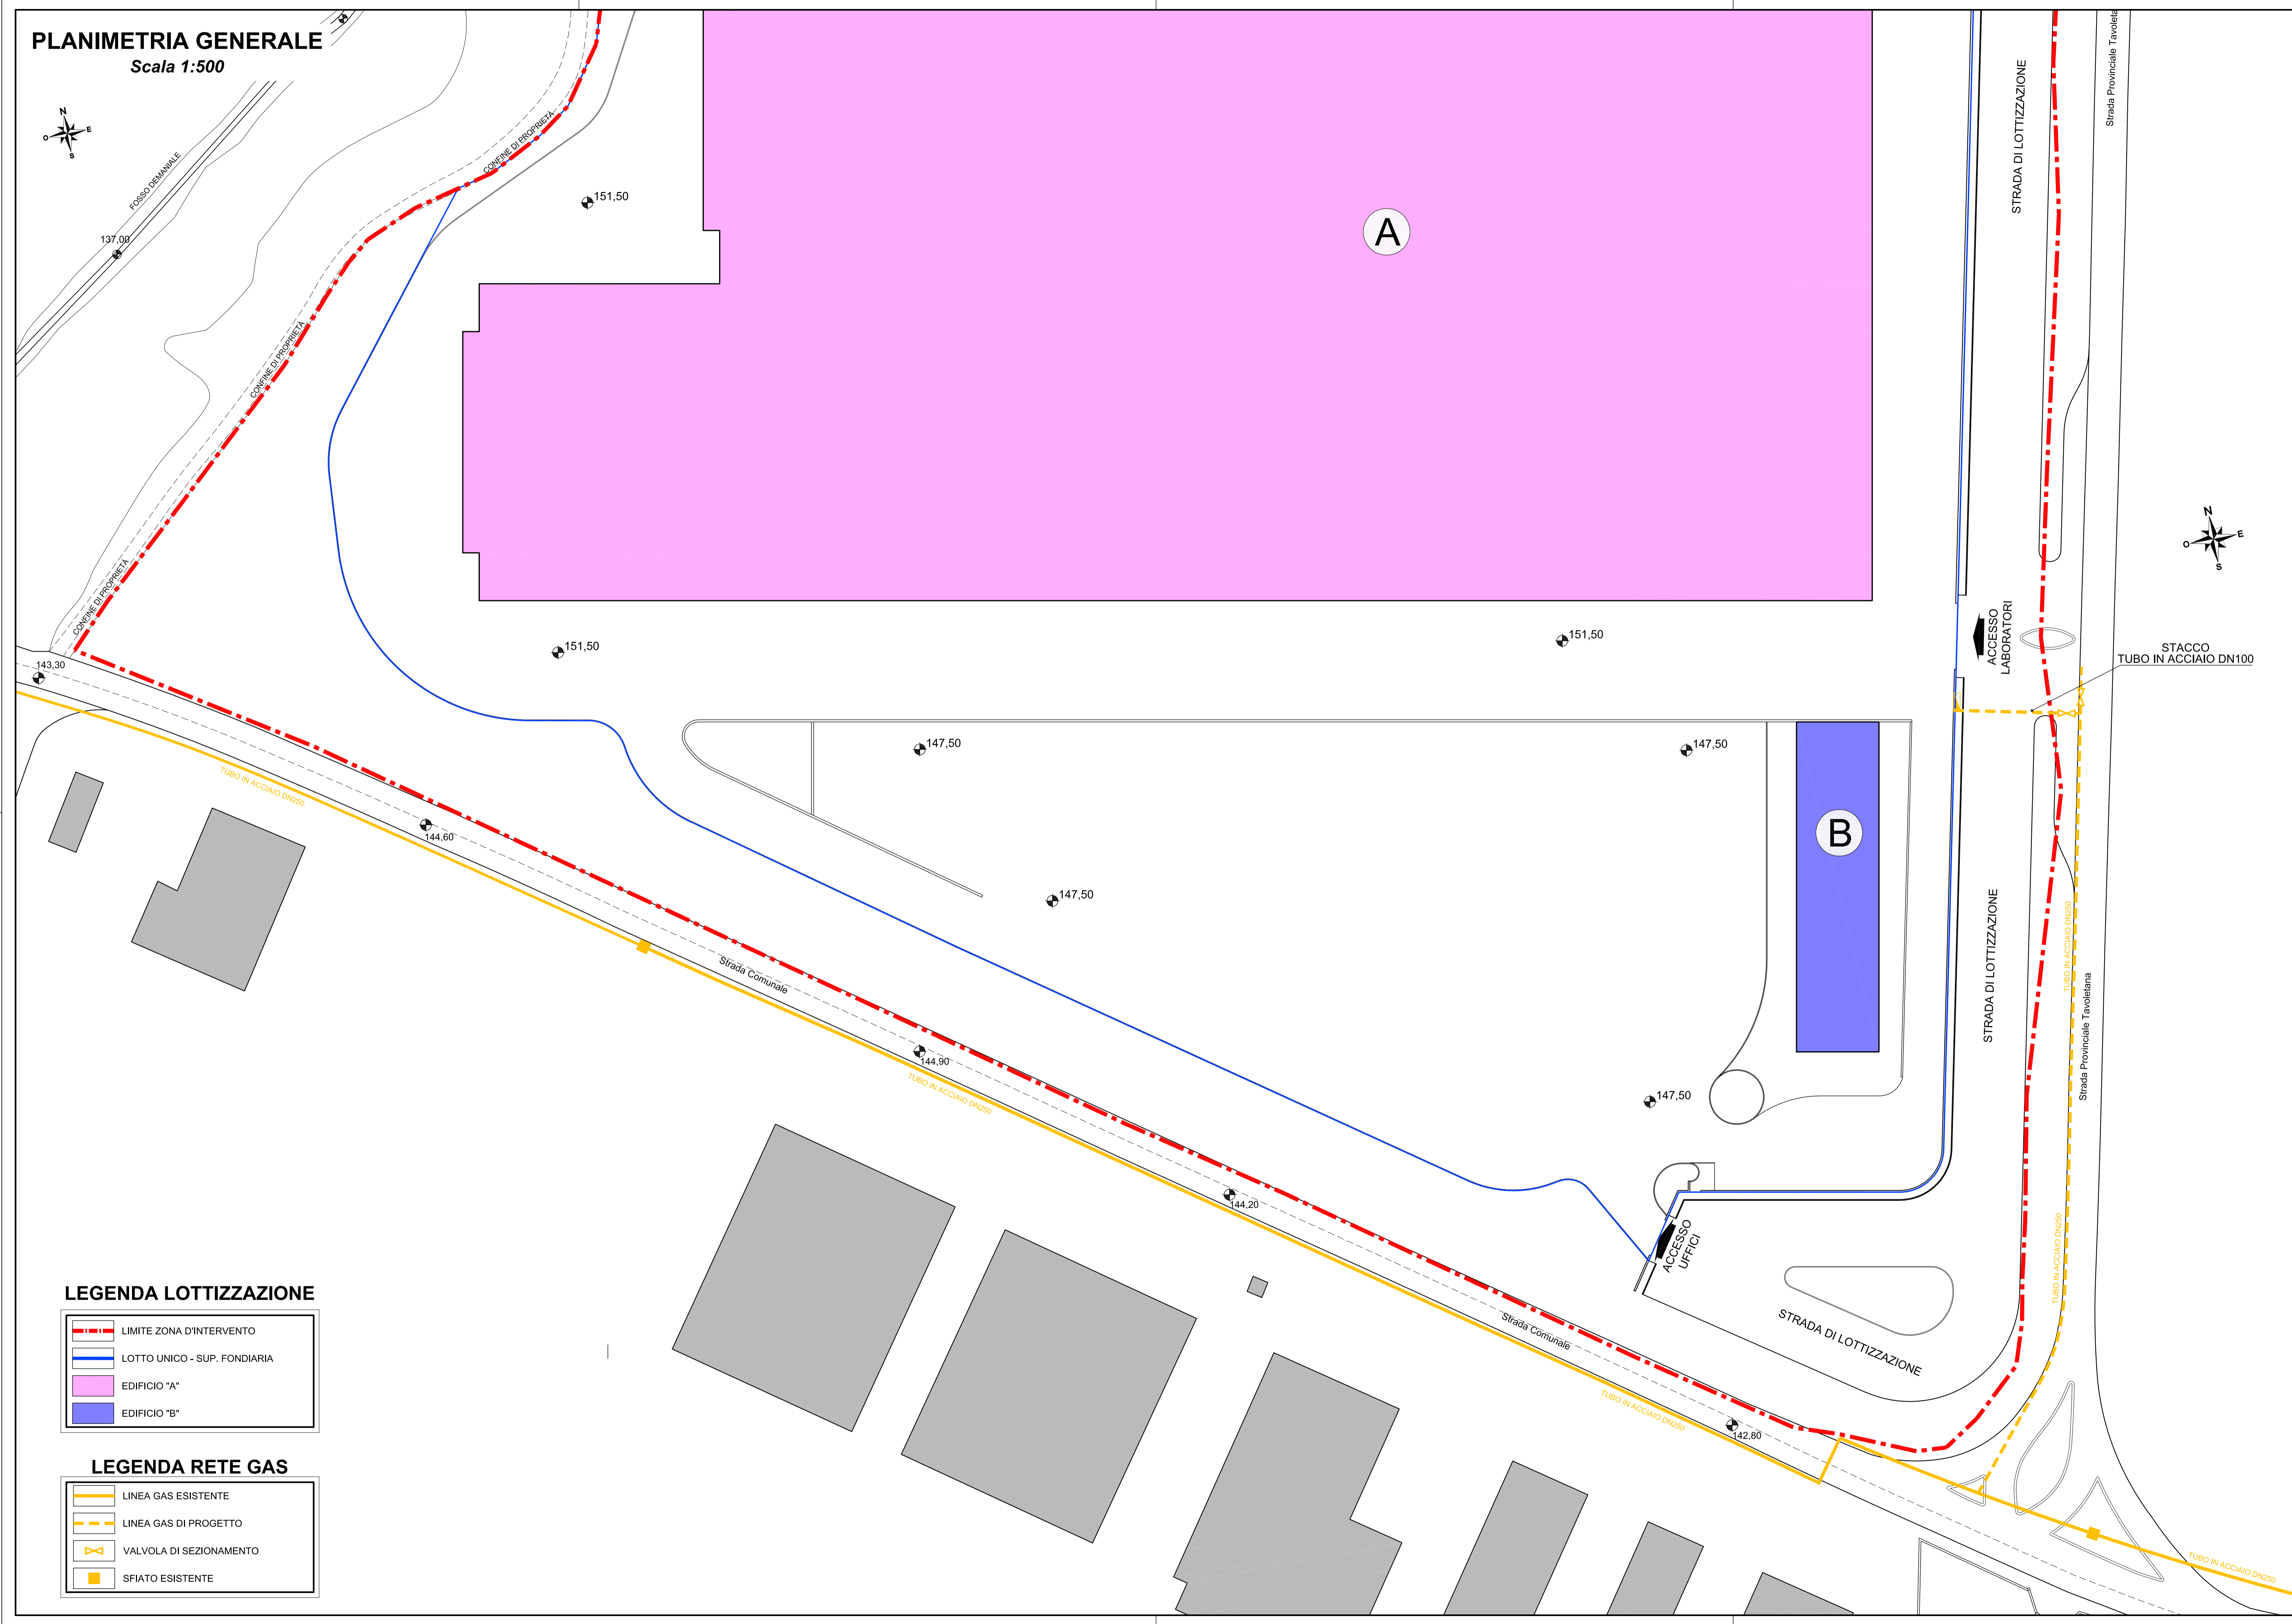 PLANIMETRIA GENERALE
Scala 1:500
N
O
E
S
FOSSO DEMANIALE
137,00
CONFINE DI PROPRIETÀ
CONFINE DI PROPRIETÀ
CONFINE DI PROPRIETÀ
151,50
A
STRADA DI LOTTIZZAZIONE
Strada Provinciale Tavoleta
N
O
E
S
143,30
151,50
151,50
ACCESSO
LABORATORI
STACCO
TUBO IN ACCIAIO DN100
TUBO IN ACCIAIO DN250
144,60
147,50
147,50
147,50
B
STRADA DI LOTTIZZAZIONE
TUBO IN ACCIAIO DN250
Strada Provinciale Tavoletana
Strada Comunale
144,90
TUBO IN ACCIAIO DN250
147,50
144,20
ACCESSO
UFFICI
TUBO IN ACCIAIO DN250
STRADA DI LOTTIZZAZIONE
Strada Comunale
TUBO IN ACCIAIO DN250
142,80
TUBO IN ACCIAIO DN250
LEGENDA LOTTIZZAZIONE
LIMITE ZONA D'INTERVENTO
LOTTO UNICO - SUP. FONDIARIA
EDIFICIO "A"
EDIFICIO "B"
LEGENDA RETE GAS
LINEA GAS ESISTENTE
LINEA GAS DI PROGETTO
VALVOLA DI SEZIONAMENTO
SFIATO ESISTENTE